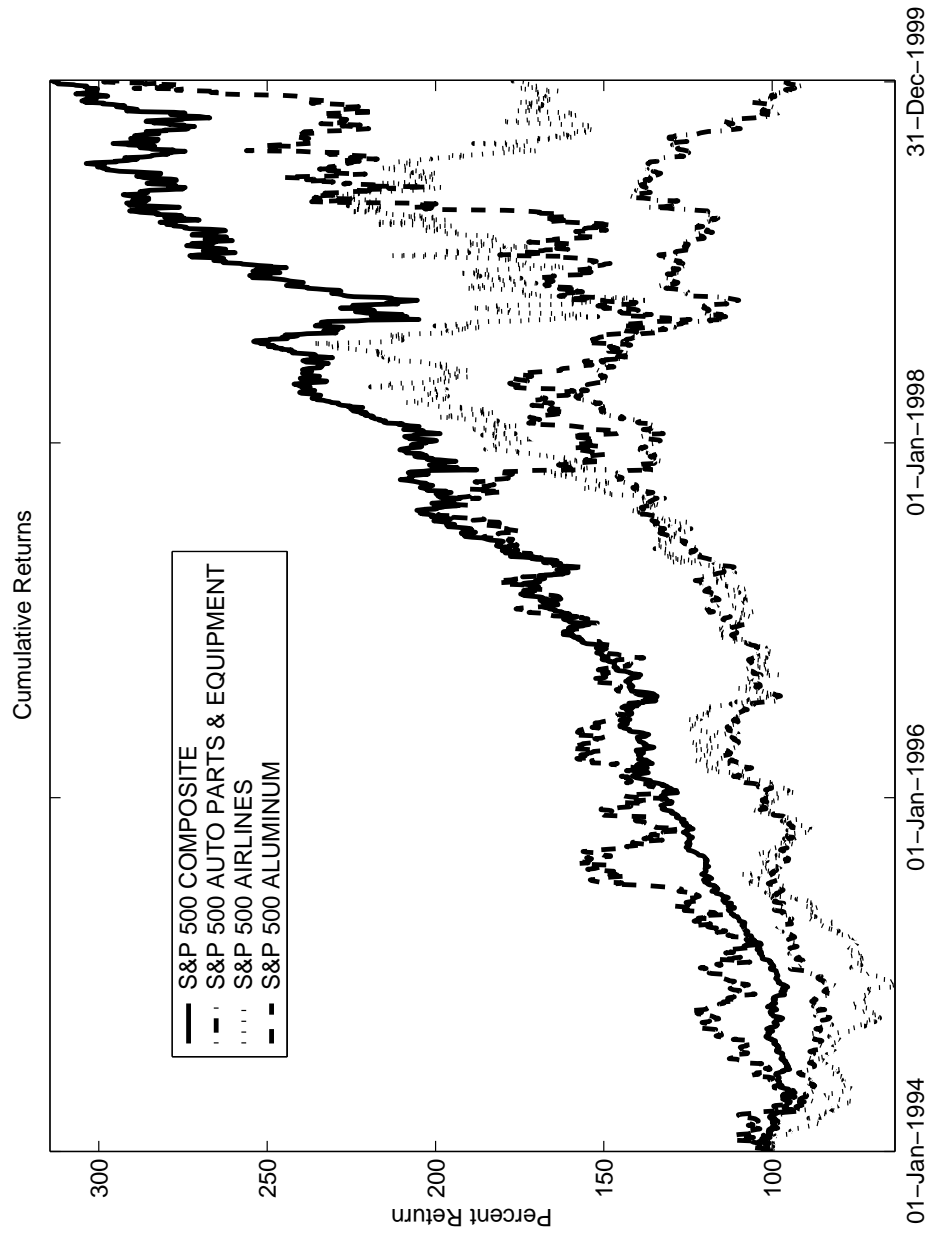 Cumulative Returns
S&P 500 COMPOSITE
S&P 500 AUTO PARTS & EQUIPMENT
S&P 500 AIRLINES
S&P 500 ALUMINUM
Percent Return
300
250
200
150
100
01−Jan−1994
01−Jan−1996
01−Jan−1998
31−Dec−1999